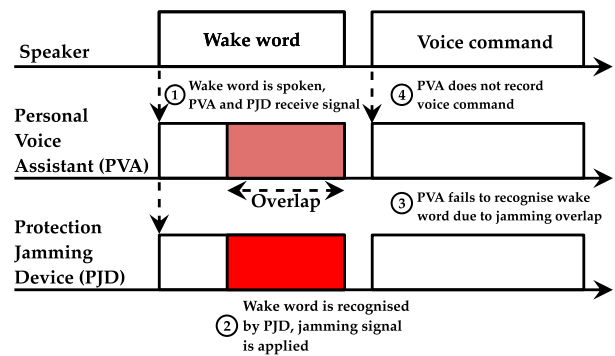 Speaker
Wake word
Voice command
1 Wake word is spoken,
PVA and PJD receive signal
4 PVA does not record
voice command
Personal
Voice
Assistant (PVA)
Overlap
3 PVA fails to recognise wake
word due to jamming overlap
Protection
Jamming
Device (PJD)
Wake word is recognised
2 by PJD, jamming signal
is applied